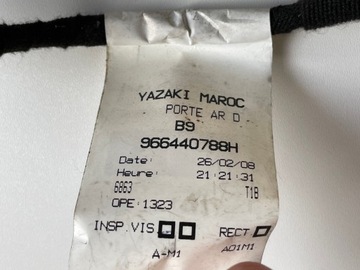 YAZAKI MAROC
PORTE AR D
B9
966440788H
Date: 26/02/08
Heure: 21:21:31
6863 T1B
OPE:1323
INSP.VIS RECT
A-M1 A01M1